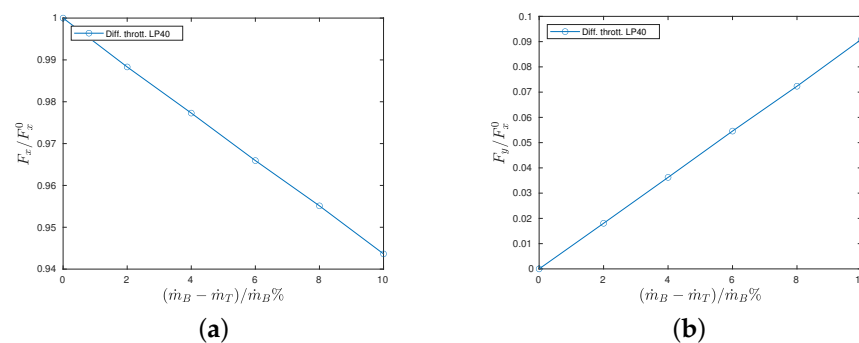 1
0.99
0.98
0.97
0.96
0.95
0.94
F_x/F_x^0
Diff. thrott. LP40
0 2 4 6 8 10
(ṁ_B − ṁ_T)/ṁ_B%
(a)
0.1
0.09
0.08
0.07
0.06
0.05
0.04
0.03
0.02
0.01
0
F_y/F_x^0
Diff. thrott. LP40
0 2 4 6 8 10
(ṁ_B − ṁ_T)/ṁ_B%
(b)